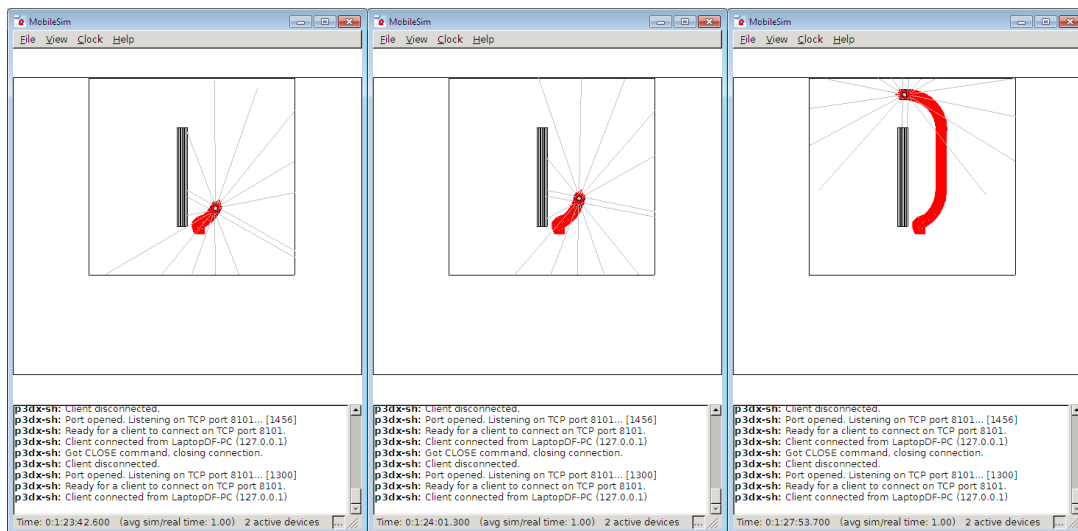 MobileSim
File View Clock Help
p3dx-sh: Client disconnected.
p3dx-sh: Port opened. Listening on TCP port 8101... [1456]
p3dx-sh: Ready for a client to connect on TCP port 8101.
p3dx-sh: Client connected from LaptopDF-PC (127.0.0.1)
p3dx-sh: Got CLOSE command, closing connection.
p3dx-sh: Client disconnected.
p3dx-sh: Port opened. Listening on TCP port 8101... [1300]
p3dx-sh: Ready for a client to connect on TCP port 8101.
p3dx-sh: Client connected from LaptopDF-PC (127.0.0.1)
Time: 0:1:23:42.600 (avg sim/real time: 1.00) 2 active devices ...
MobileSim
File View Clock Help
p3dx-sh: Client disconnected.
p3dx-sh: Port opened. Listening on TCP port 8101... [1456]
p3dx-sh: Ready for a client to connect on TCP port 8101.
p3dx-sh: Client connected from LaptopDF-PC (127.0.0.1)
p3dx-sh: Got CLOSE command, closing connection.
p3dx-sh: Client disconnected.
p3dx-sh: Port opened. Listening on TCP port 8101... [1300]
p3dx-sh: Ready for a client to connect on TCP port 8101.
p3dx-sh: Client connected from LaptopDF-PC (127.0.0.1)
Time: 0:1:24:01.300 (avg sim/real time: 1.00) 2 active devices ...
MobileSim
File View Clock Help
p3dx-sh: Client disconnected.
p3dx-sh: Port opened. Listening on TCP port 8101... [1456]
p3dx-sh: Ready for a client to connect on TCP port 8101.
p3dx-sh: Client connected from LaptopDF-PC (127.0.0.1)
p3dx-sh: Got CLOSE command, closing connection.
p3dx-sh: Client disconnected.
p3dx-sh: Port opened. Listening on TCP port 8101... [1300]
p3dx-sh: Ready for a client to connect on TCP port 8101.
p3dx-sh: Client connected from LaptopDF-PC (127.0.0.1)
Time: 0:1:27:53.700 (avg sim/real time: 1.00) 2 active devices ...